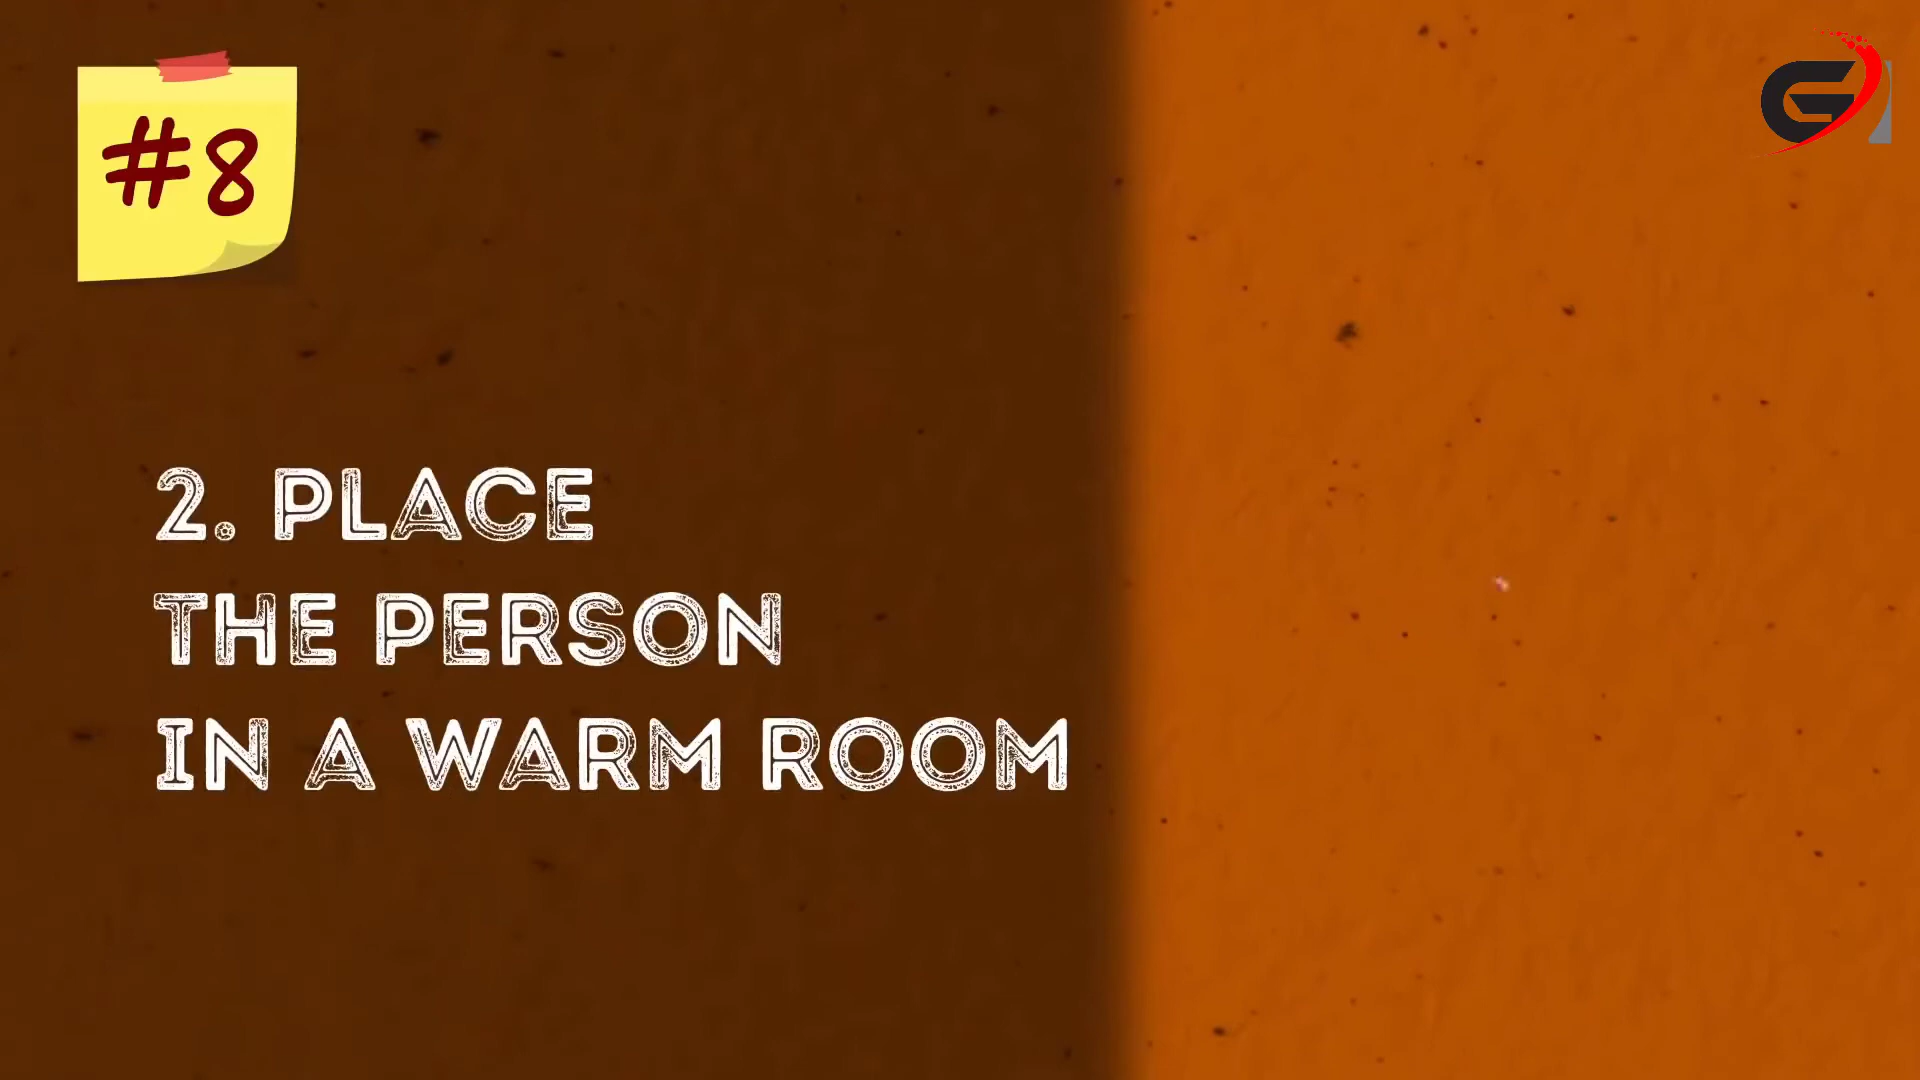 #8
2. PLACE
THE PERSON
IN A WARM ROOM